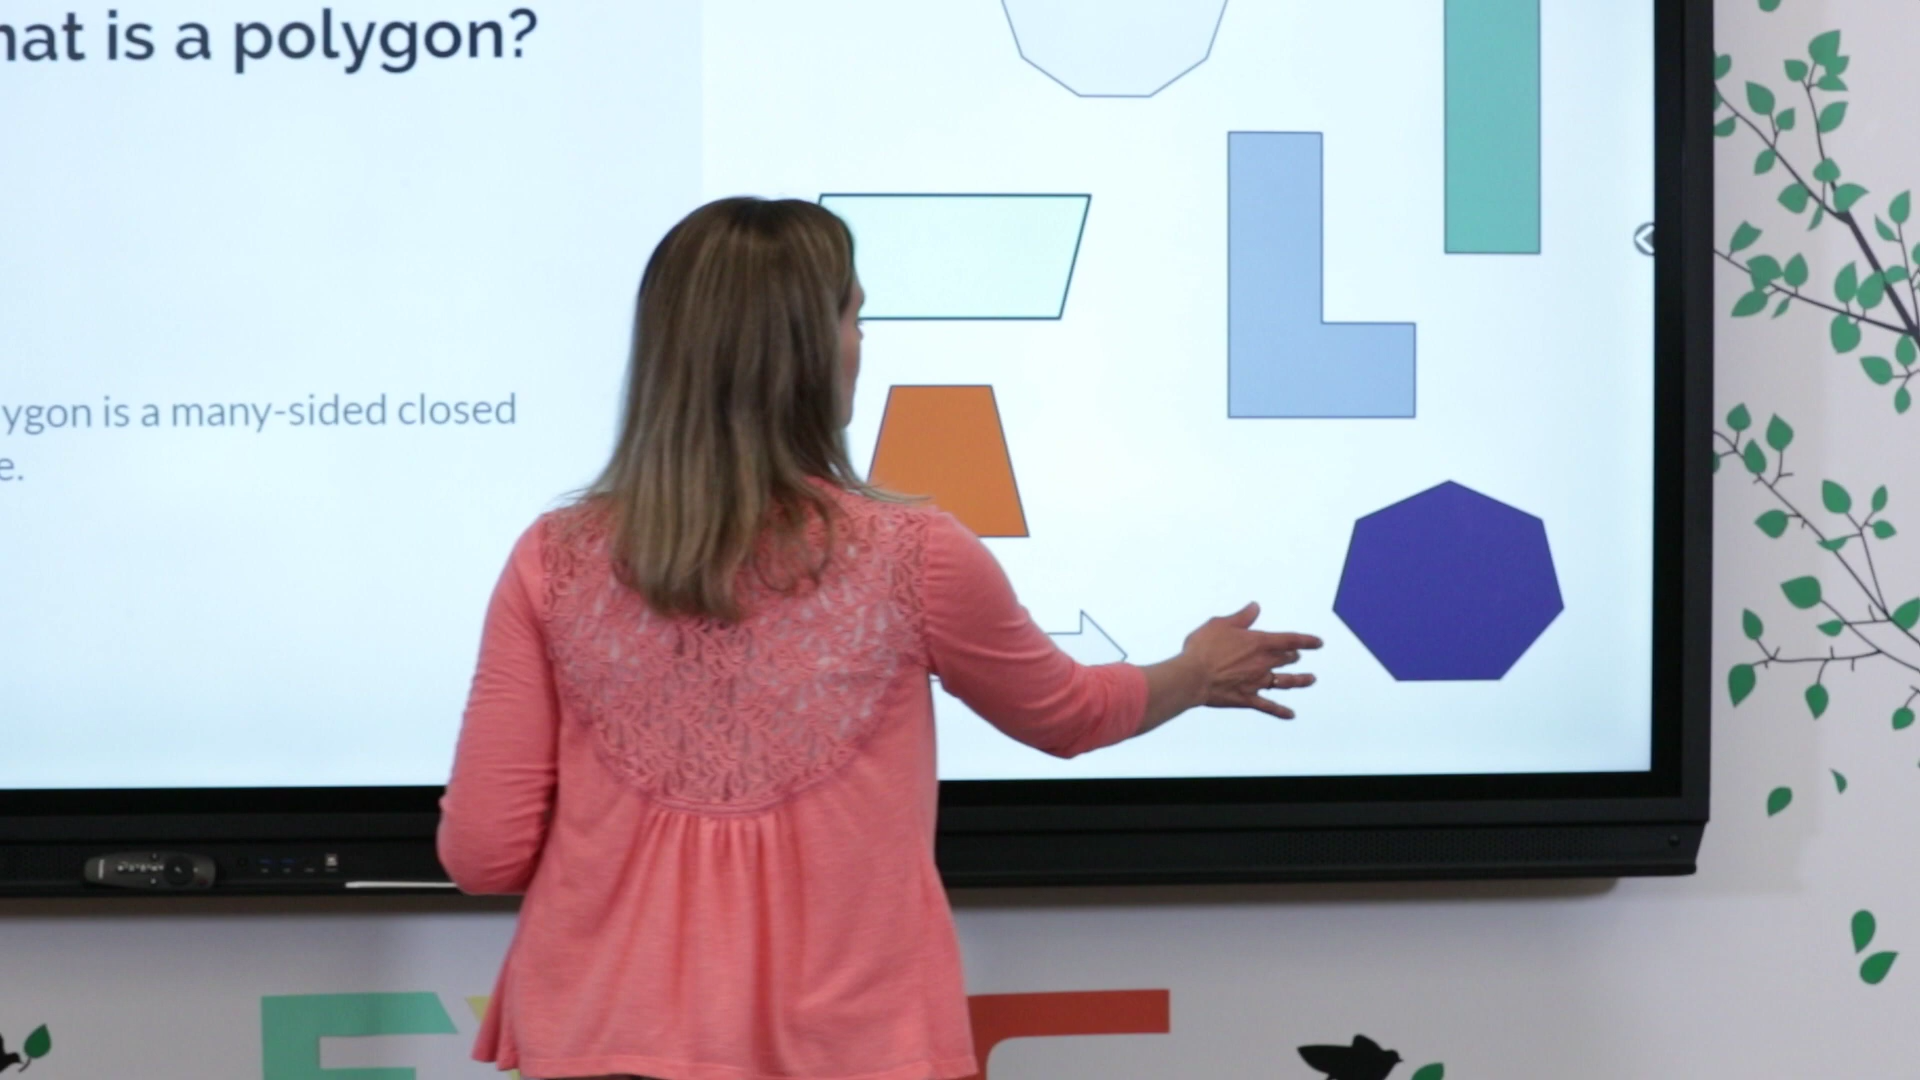 hat is a polygon?
ygon is a many-sided closed
e.